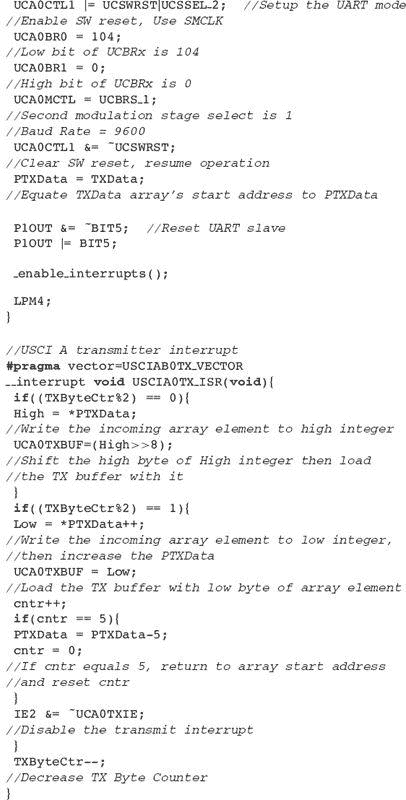 UCA0CTL1 |= UCSWRST|UCSSEL_2;  //Setup the UART mode
//Enable SW reset, Use SMCLK
UCA0BR0 = 104;
//Low bit of UCBRx is 104
UCA0BR1 = 0;
//High bit of UCBRx is 0
UCA0MCTL = UCBRS_1;
//Second modulation stage select is 1
//Baud Rate = 9600
UCA0CTL1 &= ~UCSWRST;
//Clear SW reset, resume operation
PTXData = TXData;
//Equate TXData array's start address to PTXData
P1OUT &= ~BIT5;  //Reset UART slave
P1OUT |= BIT5;
_enable_interrupts();
LPM4;
}
//USCI A transmitter interrupt
#pragma vector=USCIAB0TX_VECTOR
__interrupt void USCIA0TX_ISR(void){
if((TXByteCtr%2) == 0){
High = *PTXData;
//Write the incoming array element to high integer
UCA0TXBUF=(High>>8);
//Shift the high byte of High integer then load
//the TX buffer with it
}
if((TXByteCtr%2) == 1){
Low = *PTXData++;
//Write the incoming array element to low integer,
//then increase the PTXData
UCA0TXBUF = Low;
//Load the TX buffer with low byte of array element
cntr++;
if(cntr == 5){
PTXData = PTXData-5;
cntr = 0;
//If cntr equals 5, return to array start address
//and reset cntr
}
IE2 &= ~UCA0TXIE;
//Disable the transmit interrupt
}
TXByteCtr--;
//Decrease TX Byte Counter
}